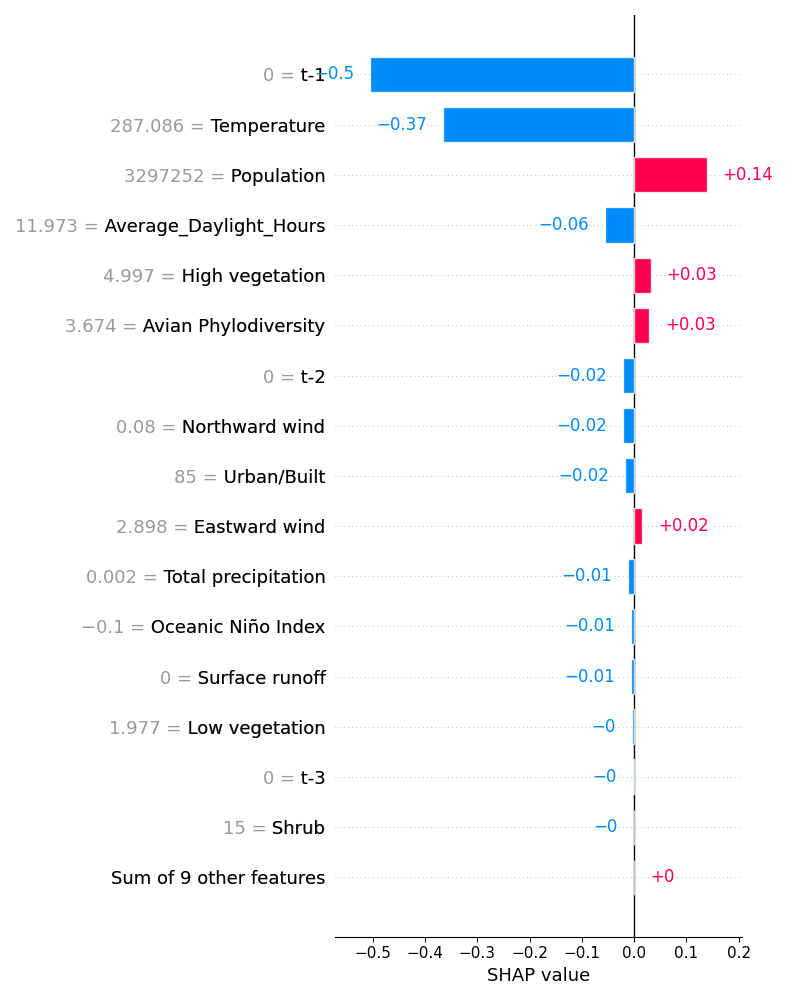 0 = t-1 −0.5
287.086 = Temperature −0.37
3297252 = Population +0.14
11.973 = Average_Daylight_Hours −0.06
4.997 = High vegetation +0.03
3.674 = Avian Phylodiversity +0.03
0 = t-2 −0.02
0.08 = Northward wind −0.02
85 = Urban/Built −0.02
2.898 = Eastward wind +0.02
0.002 = Total precipitation −0.01
−0.1 = Oceanic Niño Index −0.01
0 = Surface runoff −0.01
1.977 = Low vegetation −0
0 = t-3 −0
15 = Shrub −0
Sum of 9 other features +0
−0.5 −0.4 −0.3 −0.2 −0.1 0.0 0.1 0.2
SHAP value